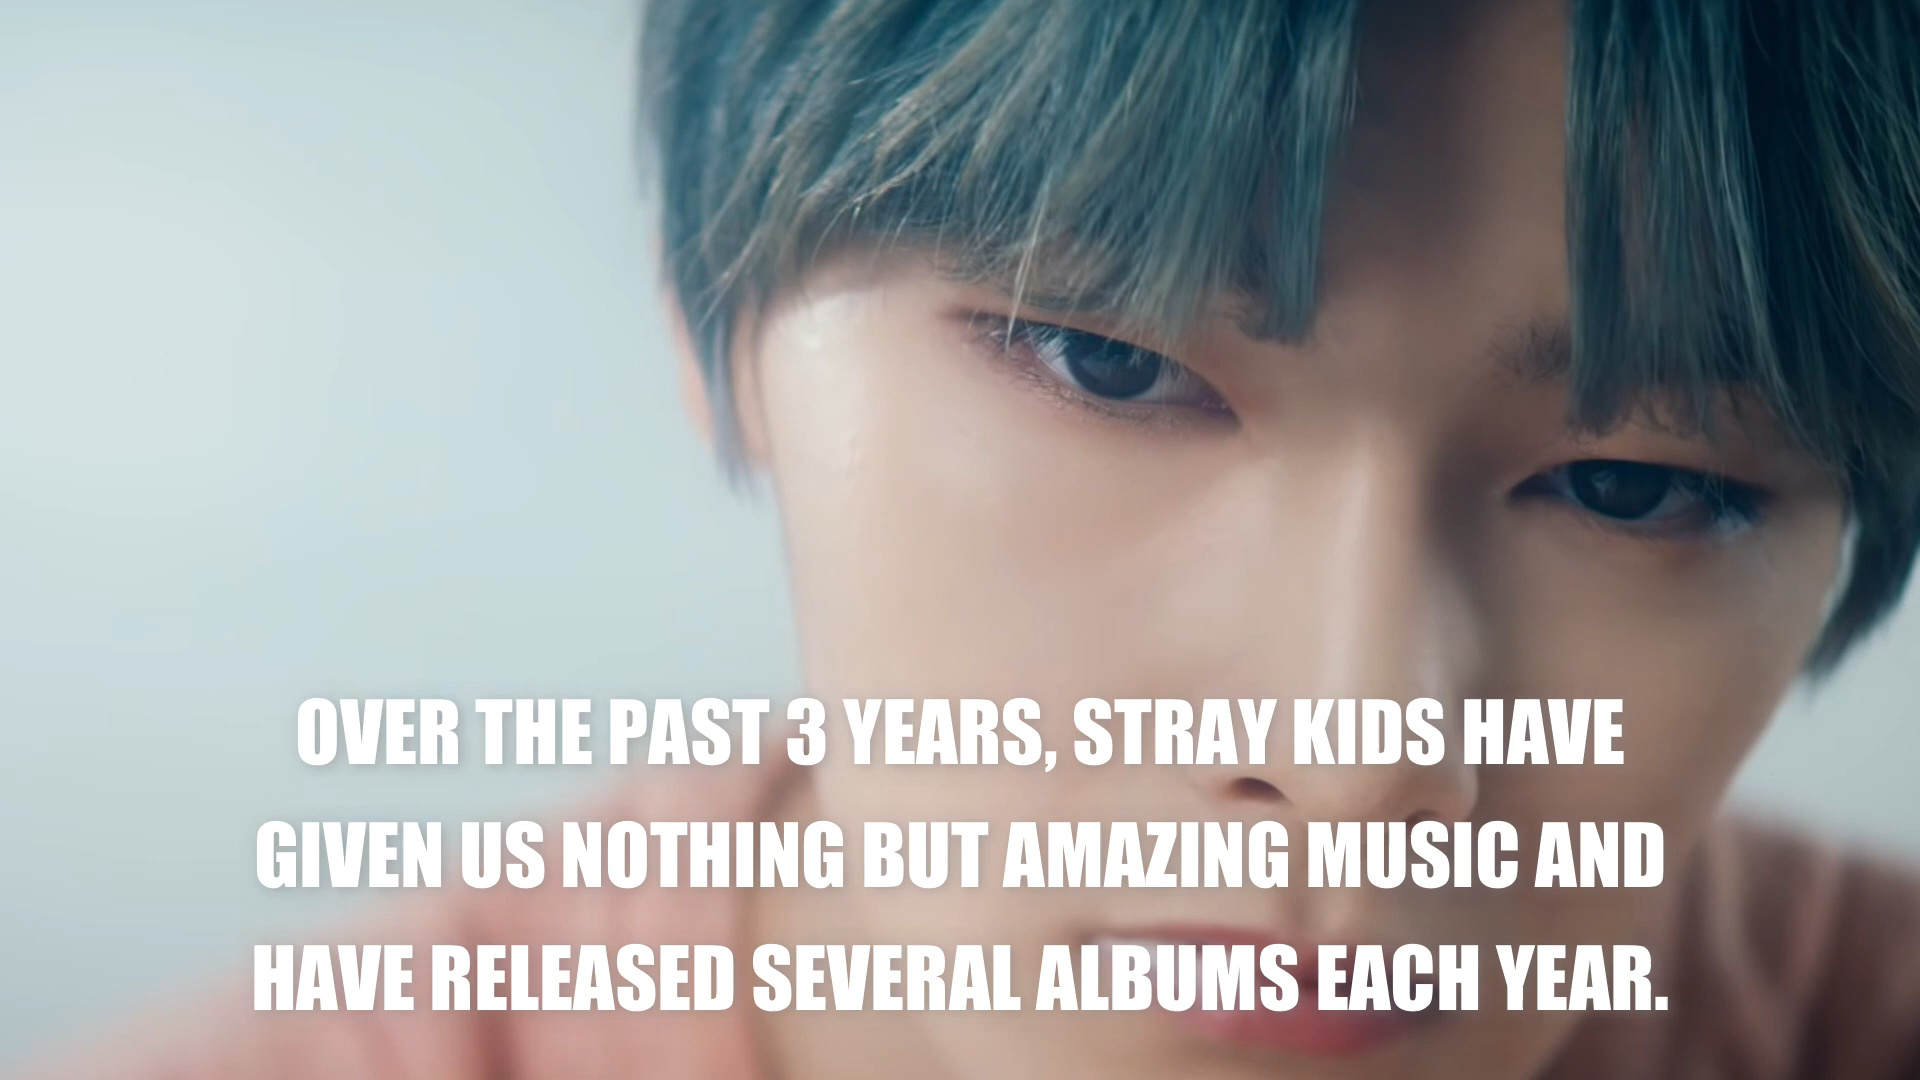 OVER THE PAST 3 YEARS, STRAY KIDS HAVE
GIVEN US NOTHING BUT AMAZING MUSIC AND
HAVE RELEASED SEVERAL ALBUMS EACH YEAR.